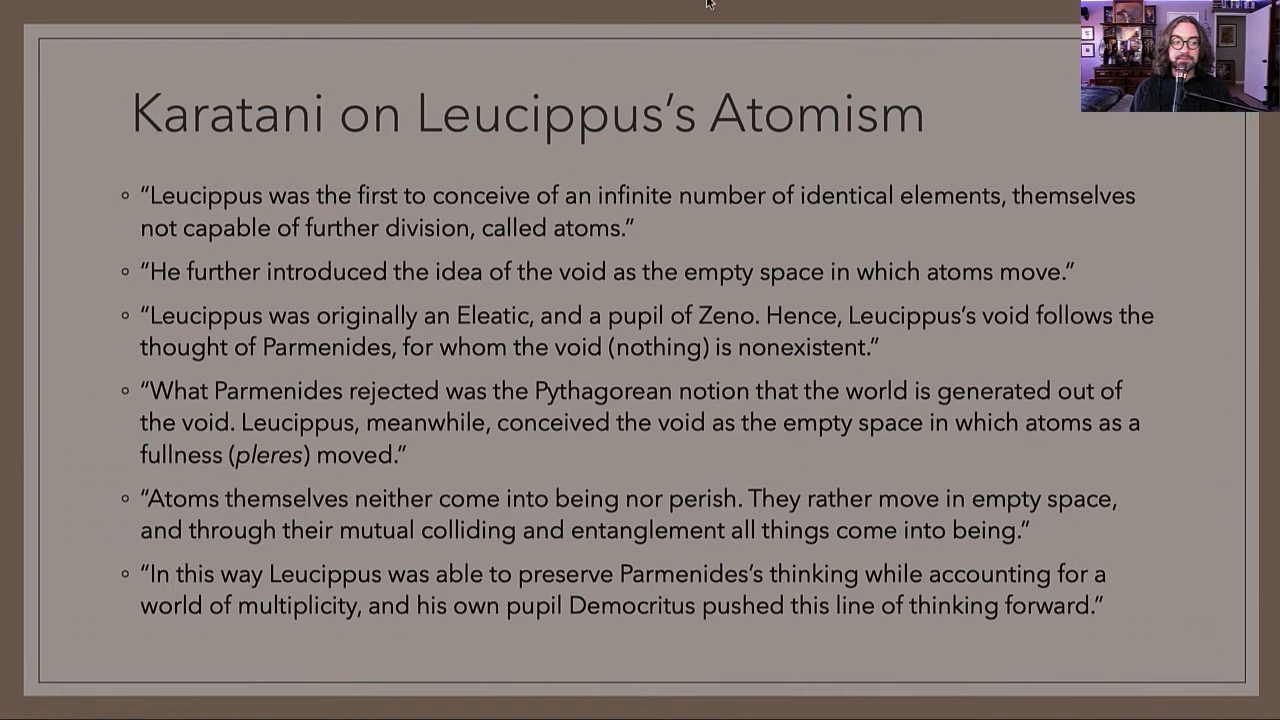 Karatani on Leucippus’s Atomism
◦ “Leucippus was the first to conceive of an infinite number of identical elements, themselves
not capable of further division, called atoms.”
◦ “He further introduced the idea of the void as the empty space in which atoms move.”
◦ “Leucippus was originally an Eleatic, and a pupil of Zeno. Hence, Leucippus’s void follows the
thought of Parmenides, for whom the void (nothing) is nonexistent.”
◦ “What Parmenides rejected was the Pythagorean notion that the world is generated out of
the void. Leucippus, meanwhile, conceived the void as the empty space in which atoms as a
fullness (pleres) moved.”
◦ “Atoms themselves neither come into being nor perish. They rather move in empty space,
and through their mutual colliding and entanglement all things come into being.”
◦ “In this way Leucippus was able to preserve Parmenides’s thinking while accounting for a
world of multiplicity, and his own pupil Democritus pushed this line of thinking forward.”